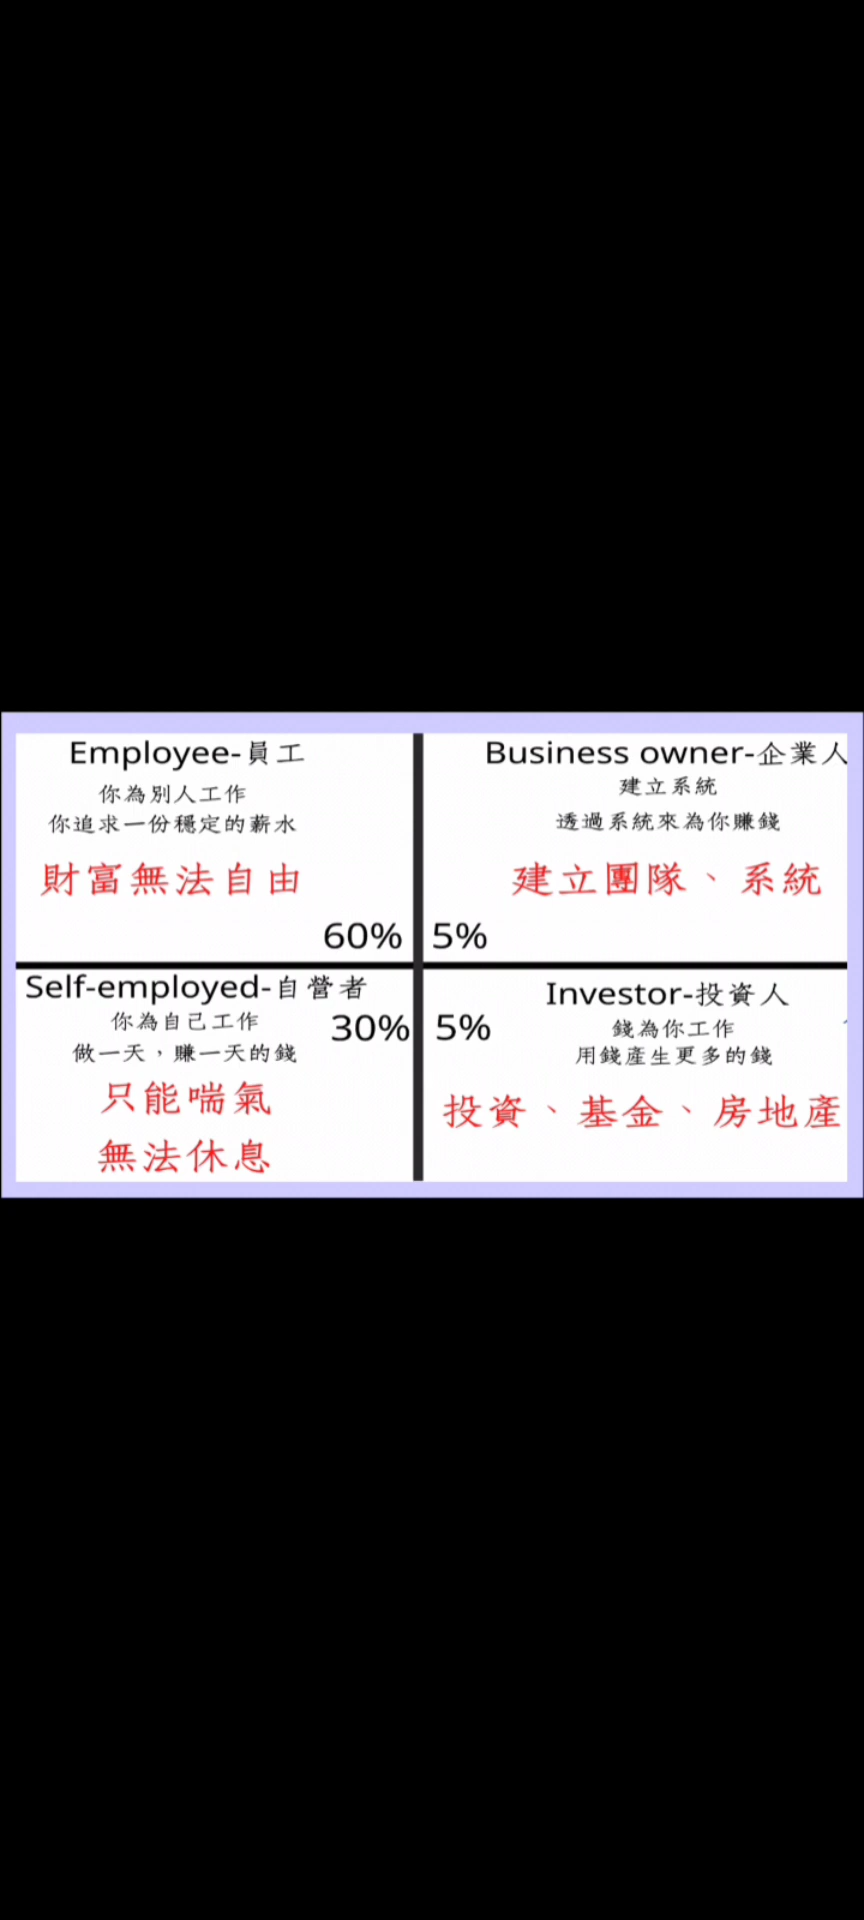 Employee-員工
你為別人工作
你追求一份穩定的薪水
財富無法自由
60%
Business owner-企業人
建立系統
透過系統來為你賺錢
建立團隊、系統
5%
Self-employed-自營者
你為自己工作
做一天,賺一天的錢
30%
只能喘氣
無法休息
Investor-投資人
5%
錢為你工作
用錢產生更多的錢
投資、基金、房地產